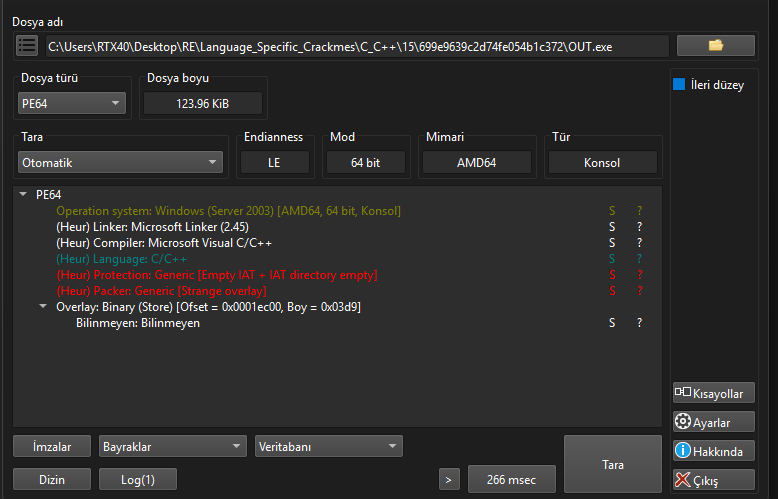 Dosya adı
C:\Users\RTX40\Desktop\RE\Language_Specific_Crackmes\C_C++\15\699e9639c2d74fe054b1c372\OUT.exe
Dosya türü
Dosya boyu
İleri düzey
PE64
123.96 KiB
Tara
Endianness
Mod
Mimari
Tür
Otomatik
LE
64 bit
AMD64
Konsol
PE64
Operation system: Windows (Server 2003) [AMD64, 64 bit, Konsol] S ?
(Heur) Linker: Microsoft Linker (2.45) S ?
(Heur) Compiler: Microsoft Visual C/C++ S ?
(Heur) Language: C/C++ S ?
(Heur) Protection: Generic [Empty IAT + IAT directory empty] S ?
(Heur) Packer: Generic [Strange overlay] S ?
Overlay: Binary (Store) [Ofset = 0x0001ec00, Boy = 0x03d9]
Bilinmeyen: Bilinmeyen S ?
Kısayollar
Ayarlar
Hakkında
Çıkış
İmzalar
Bayraklar
Veritabanı
Tara
Dizin
Log(1)
>
266 msec